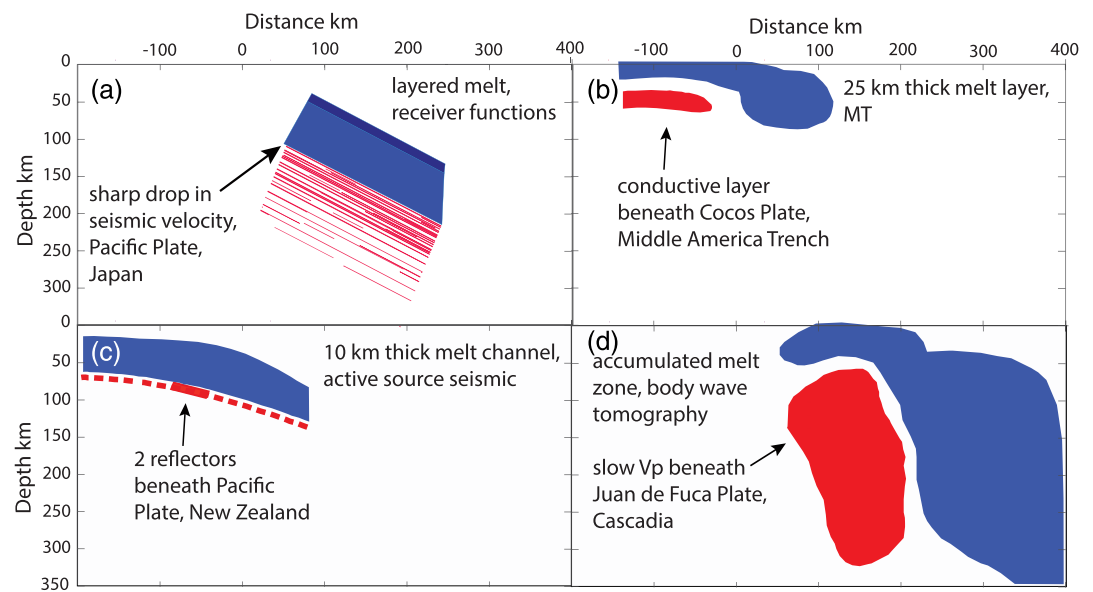 Distance km
Distance km
-100 0 100 200 300 400
-100 0 100 200 300 400
0
50
100
150
200
250
300
0
Depth km
(a)
layered melt,
receiver functions
sharp drop in
seismic velocity,
Pacific Plate,
Japan
(b)
25 km thick melt layer,
MT
conductive layer
beneath Cocos Plate,
Middle America Trench
50
100
150
200
250
300
350
Depth km
(c)
10 km thick melt channel,
active source seismic
2 reflectors
beneath Pacific
Plate, New Zealand
(d)
accumulated melt
zone, body wave
tomography
slow Vp beneath
Juan de Fuca Plate,
Cascadia